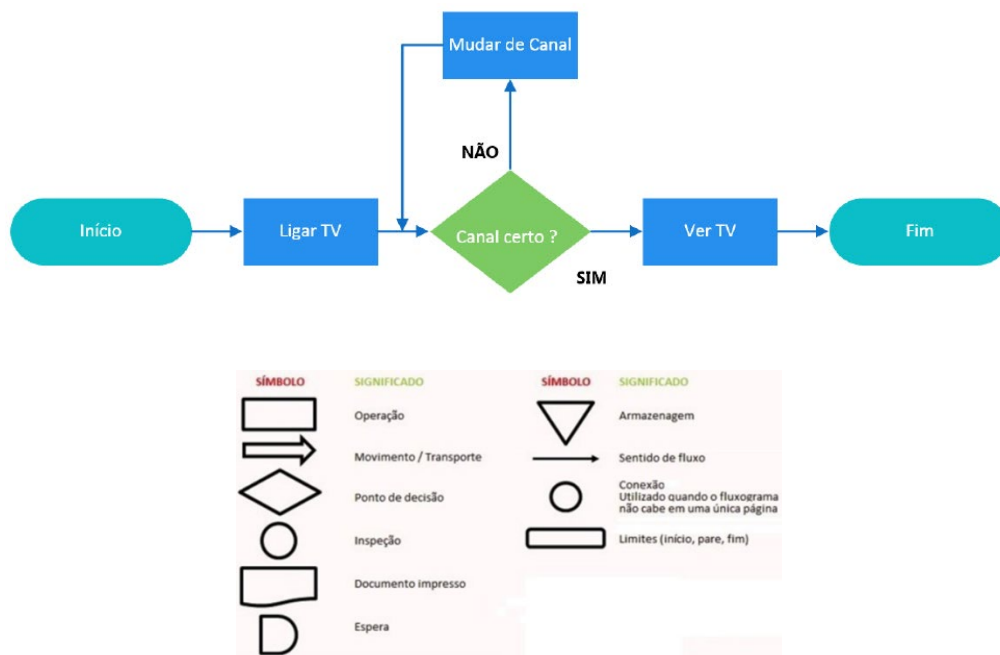 Mudar de Canal
NÃO
Início
Ligar TV
Canal certo ?
Ver TV
Fim
SIM
SÍMBOLO
SIGNIFICADO
Operação
Movimento / Transporte
Ponto de decisão
Inspeção
Documento impresso
Espera
SÍMBOLO
SIGNIFICADO
Armazenagem
Sentido de fluxo
Conexão
Utilizado quando o fluxograma
não cabe em uma única página
Limites (início, pare, fim)